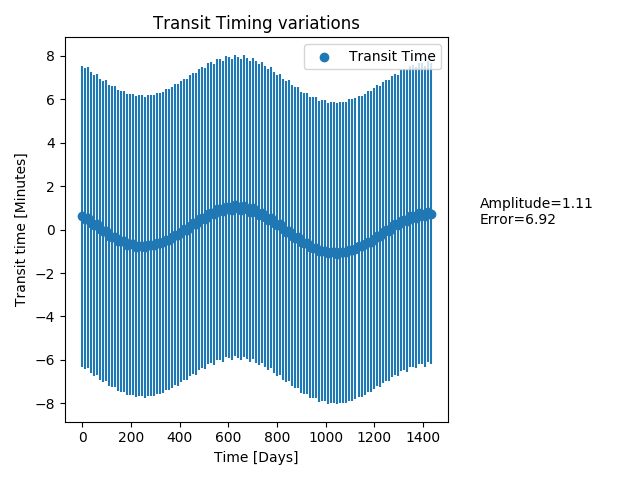 Transit Timing variations
Transit Time
8
6
4
2
0
−2
−4
−6
−8
Transit time [Minutes]
0 200 400 600 800 1000 1200 1400
Time [Days]
Amplitude=1.11
Error=6.92